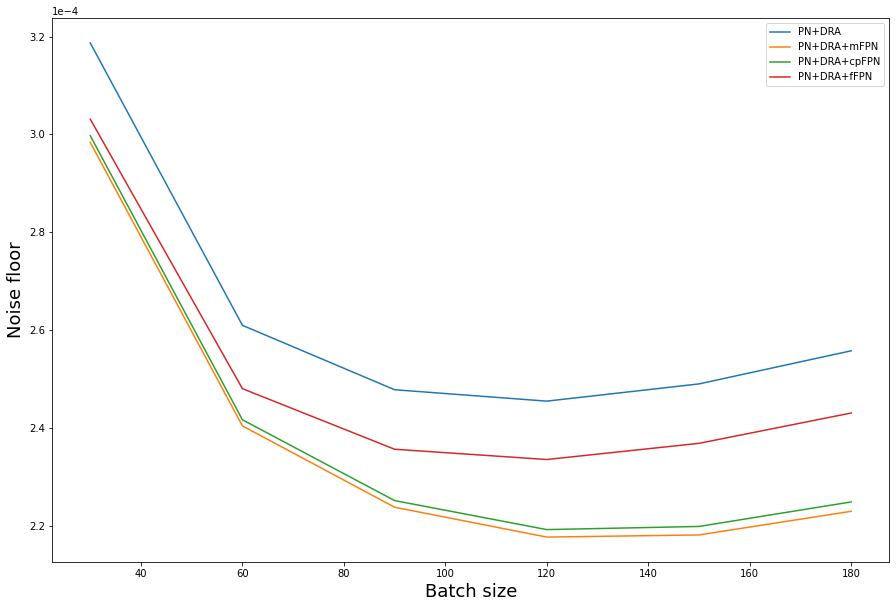 1e−4
3.2
3.0
2.8
2.6
2.4
2.2
Noise floor
40
60
80
100
120
140
160
180
Batch size
PN+DRA
PN+DRA+mFPN
PN+DRA+cpFPN
PN+DRA+fFPN